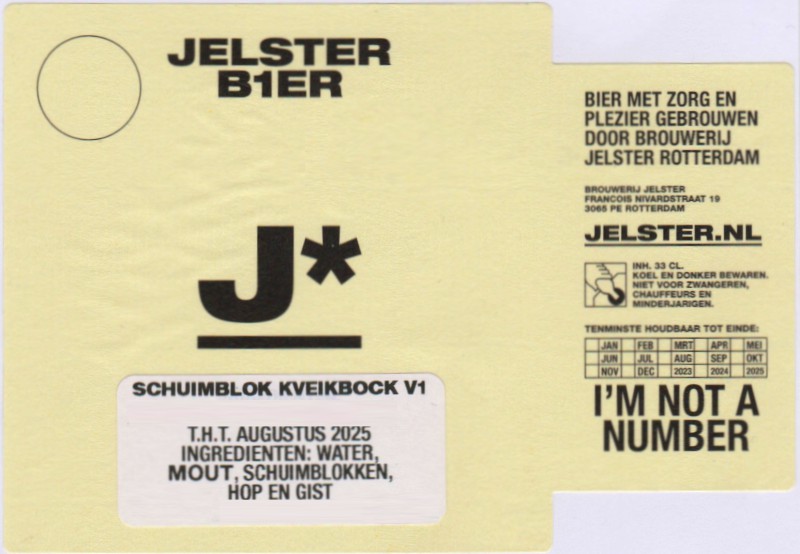 JELSTER
B1ER
J*
SCHUIMBLOK KVEIKBOCK V1
T.H.T. AUGUSTUS 2025
INGREDIENTEN: WATER,
MOUT, SCHUIMBLOKKEN,
HOP EN GIST
BIER MET ZORG EN
PLEZIER GEBROUWEN
DOOR BROUWERIJ
JELSTER ROTTERDAM
BROUWERIJ JELSTER
FRANCOIS NIVARDSTRAAT 19
3065 PE ROTTERDAM
JELSTER.NL
INH. 33 CL.
KOEL EN DONKER BEWAREN.
NIET VOOR ZWANGEREN,
CHAUFFEURS EN
MINDERJARIGEN.
TENMINSTE HOUDBAAR TOT EINDE:
JAN FEB MRT APR MEI
JUN JUL AUG SEP OKT
NOV DEC 2023 2024 2025
I'M NOT A
NUMBER